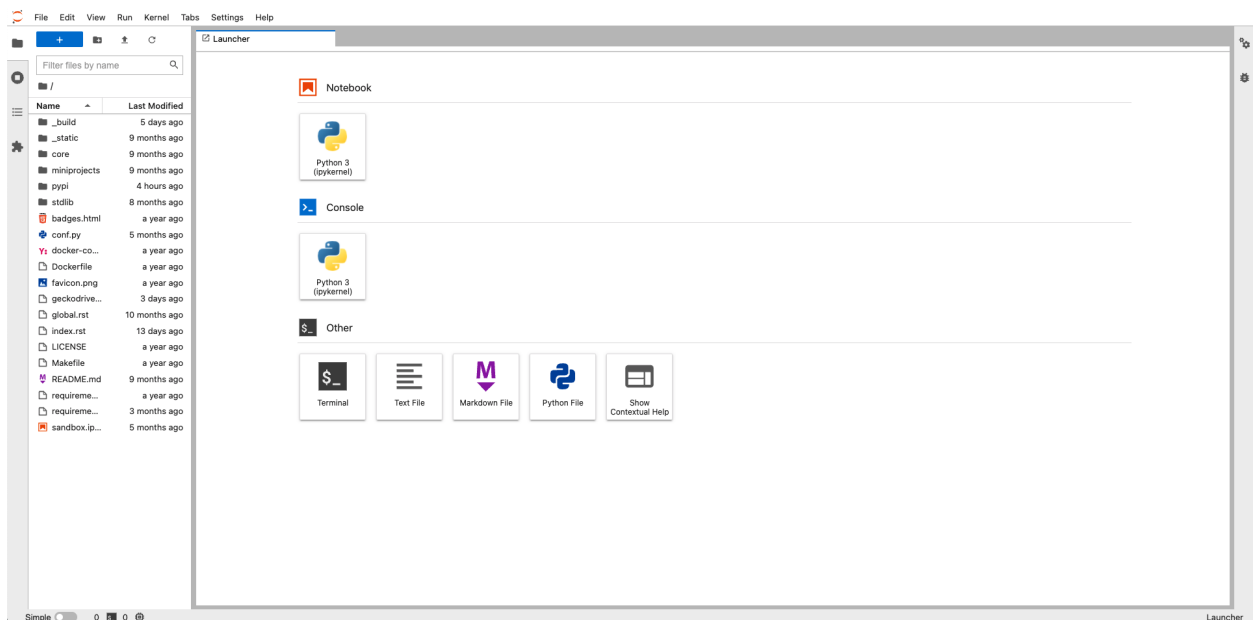 File Edit View Run Kernel Tabs Settings Help
+
Launcher
Filter files by name
/
Name Last Modified
_build 5 days ago
_static 9 months ago
core 9 months ago
miniprojects 9 months ago
pypi 4 hours ago
stdlib 8 months ago
badges.html a year ago
conf.py 5 months ago
Y: docker-co... a year ago
Dockerfile a year ago
favicon.png a year ago
geckodrive... 3 days ago
global.rst 10 months ago
index.rst 13 days ago
LICENSE a year ago
Makefile a year ago
README.md 9 months ago
requireme... a year ago
requireme... 3 months ago
sandbox.ip... 5 months ago
Notebook
Python 3
(ipykernel)
>_ Console
Python 3
(ipykernel)
$_ Other
$_
Terminal
Text File
M
Markdown File
Python File
Show
Contextual Help
Simple 0 $_ 0
Launcher